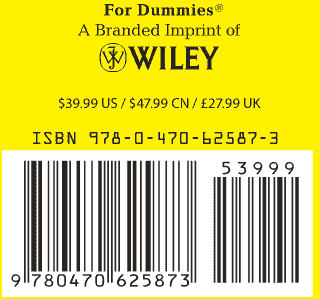 For Dummies®
A Branded Imprint of
WILEY
$39.99 US / $47.99 CN / £27.99 UK
ISBN 978-0-470-62587-3
53999
9 780470 625873